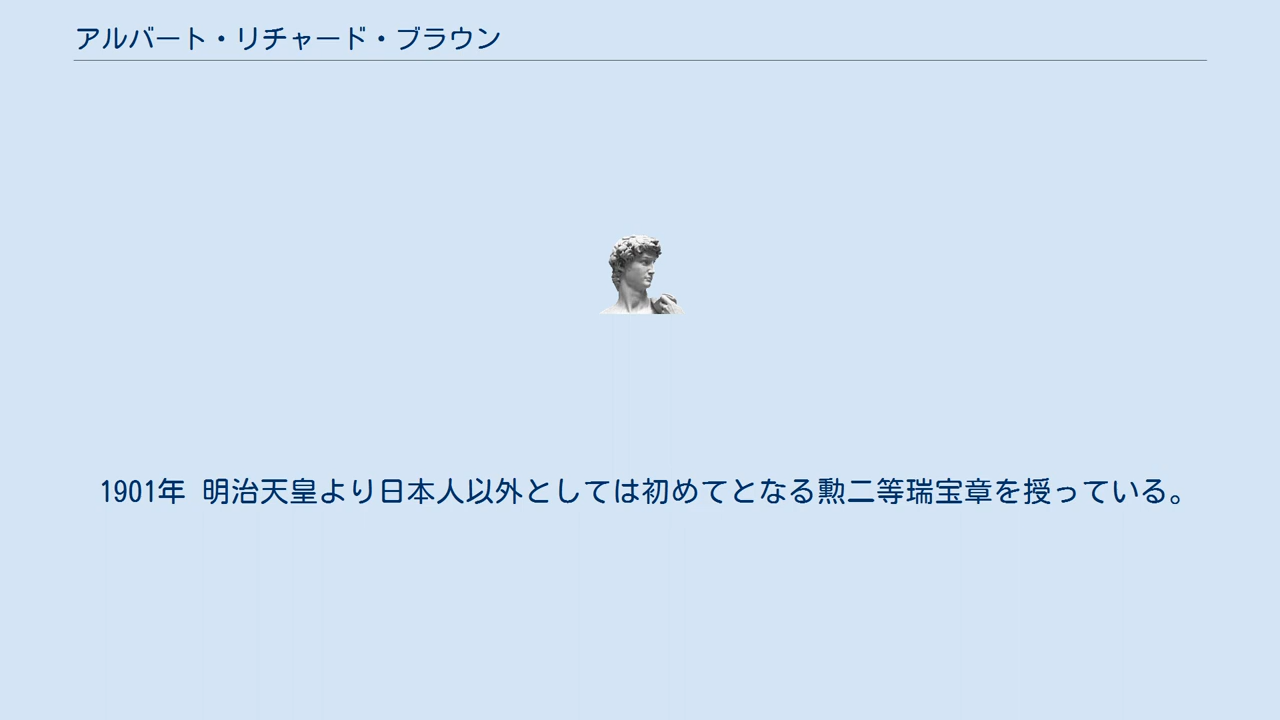 アルバート・リチャード・ブラウン
1901年 明治天皇より日本人以外としては初めてとなる勲二等瑞宝章を授っている。